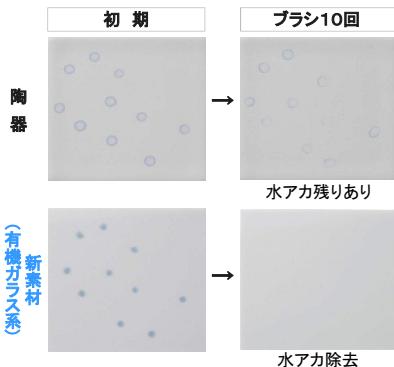 初 期
ブラシ10回
陶器
→
水アカ残りあり
新素材
（有機ガラス系）
→
水アカ除去